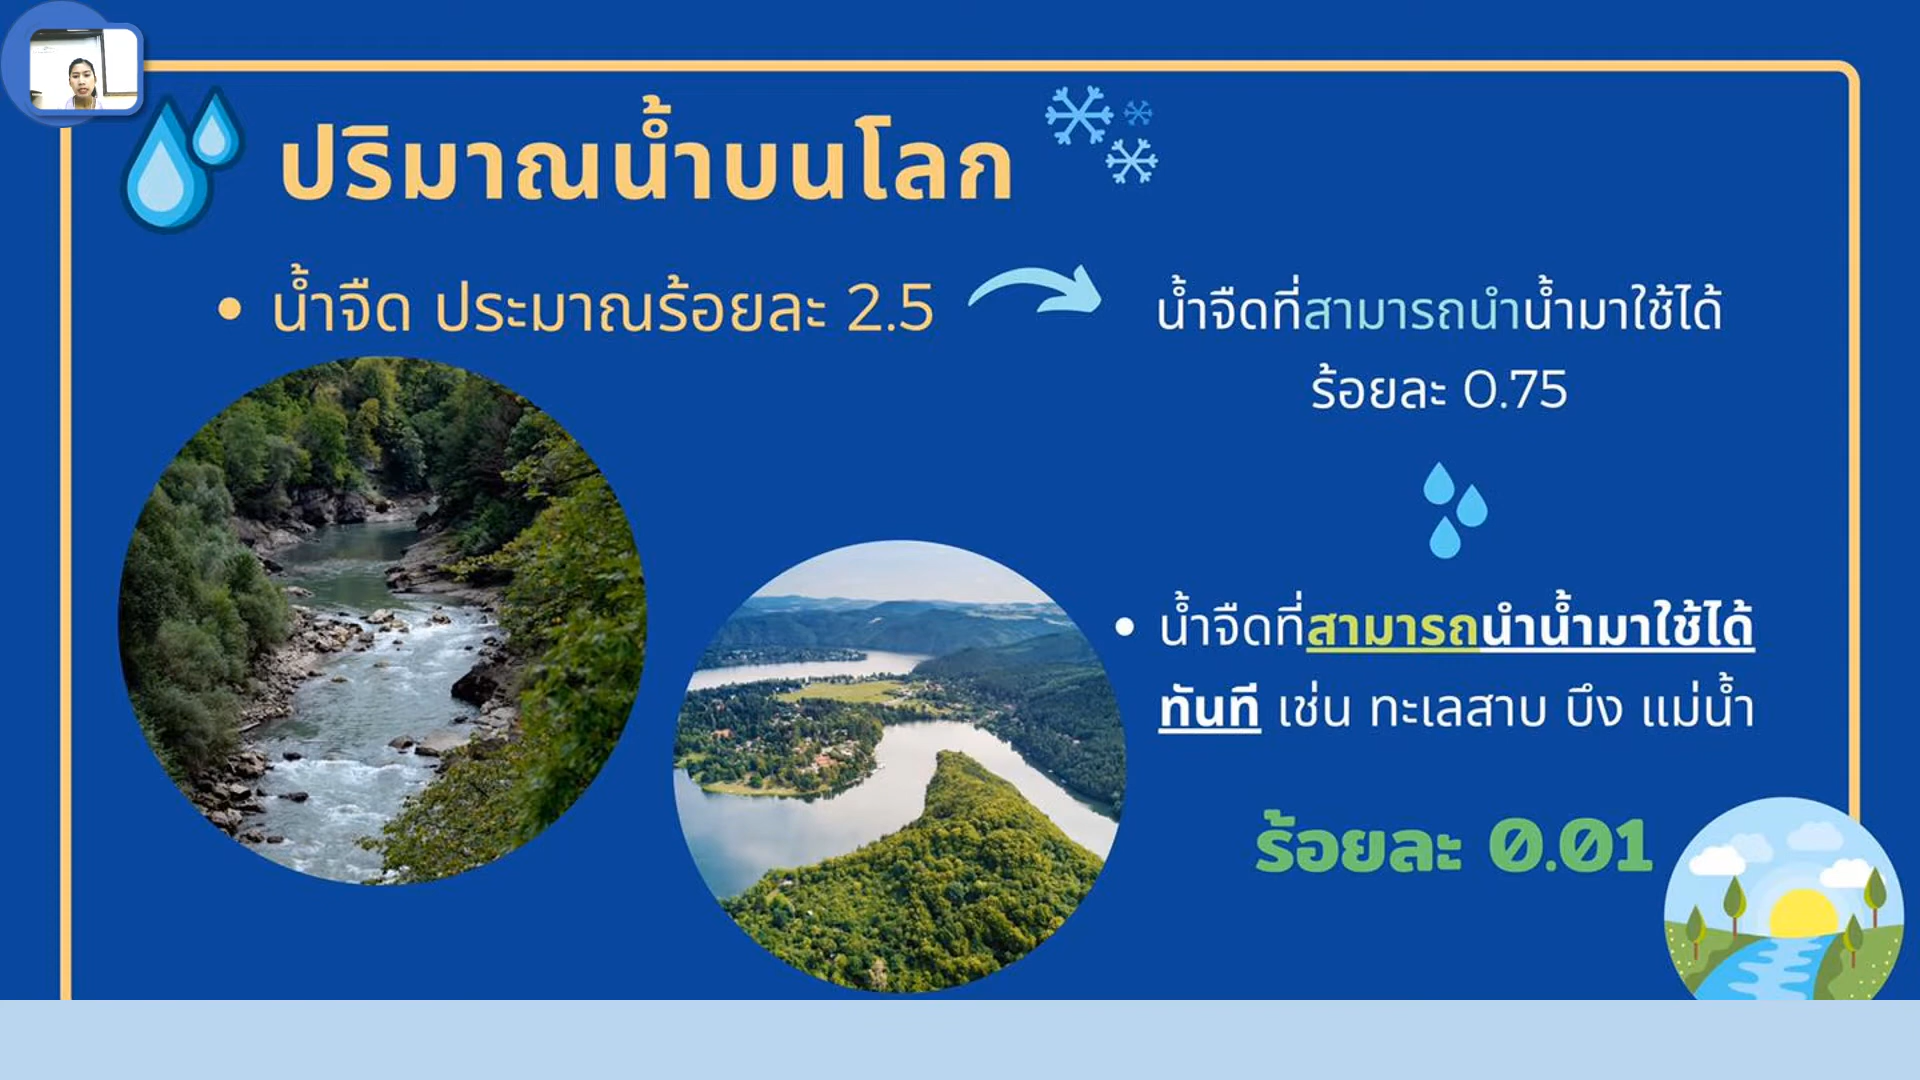 ปริมาณน้ำบนโลก
• น้ำจืด ประมาณร้อยละ 2.5
น้ำจืดที่สามารถนำน้ำมาใช้ได้
ร้อยละ 0.75
• น้ำจืดที่สามารถนำน้ำมาใช้ได้
ทันที เช่น ทะเลสาบ บึง แม่น้ำ
ร้อยละ 0.01